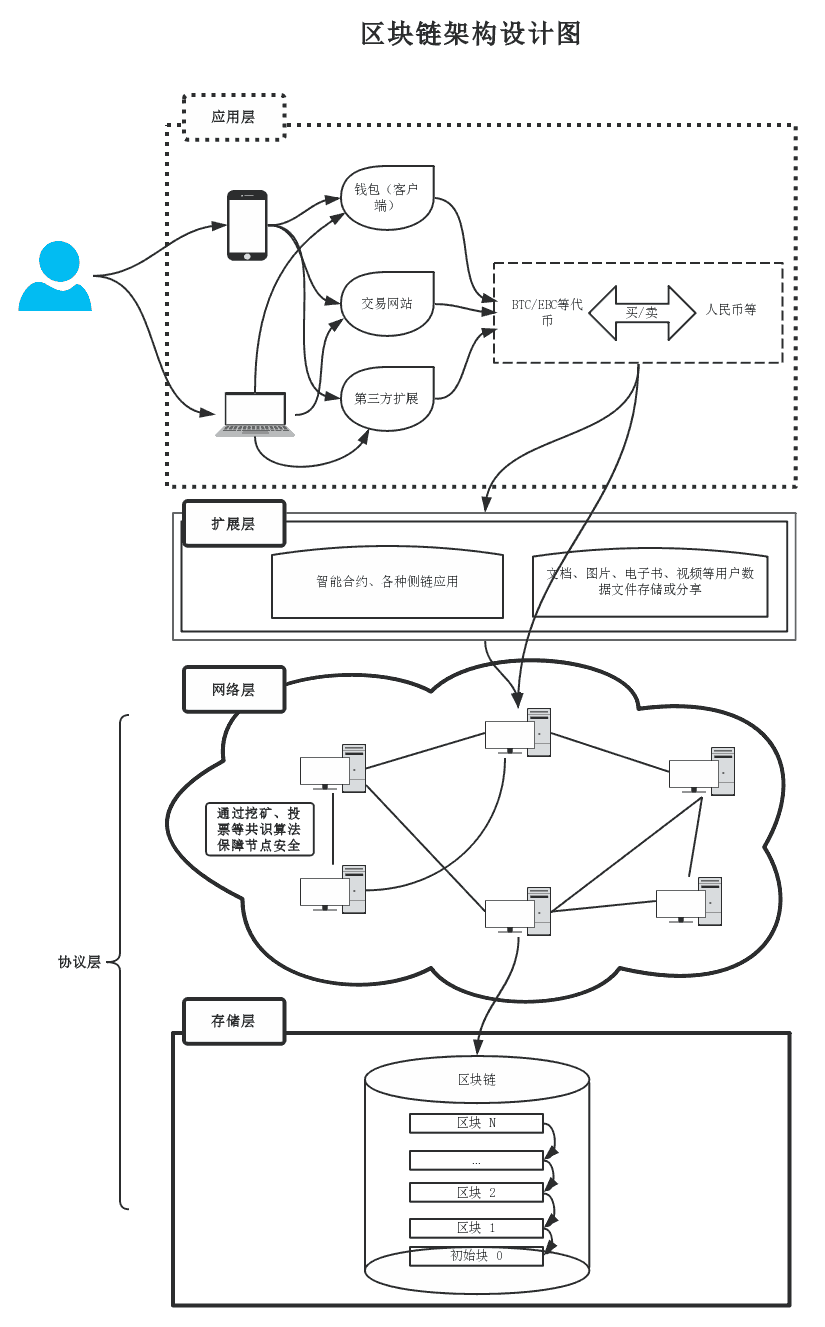 区块链架构设计图
应用层
钱包（客户
端）
交易网站
BTC/EBC等代
币
买/卖
人民币等
第三方扩展
扩展层
智能合约、各种侧链应用
文档、图片、电子书、视频等用户数
据文件存储或分享
网络层
通过挖矿、投
票等共识算法
保障节点安全
协议层
存储层
区块链
区块 N
...
区块 2
区块 1
初始块 0